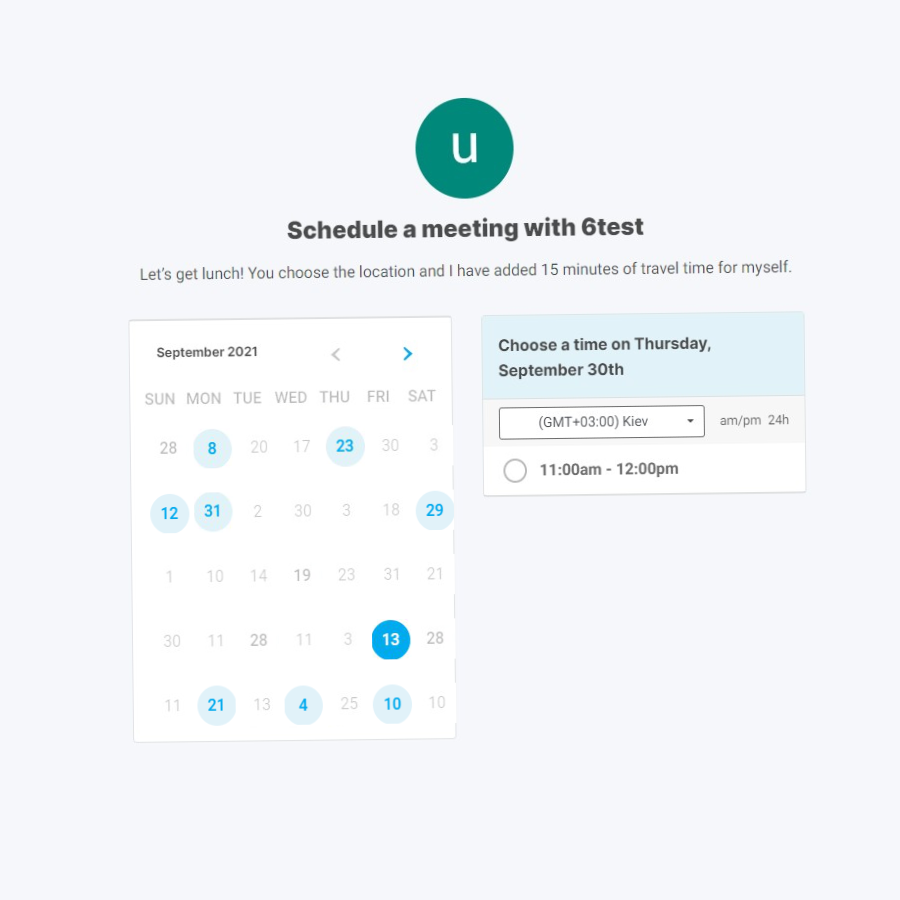 u
Schedule a meeting with 6test
Let's get lunch! You choose the location and I have added 15 minutes of travel time for myself.
September 2021
SUN MON TUE WED THU FRI SAT
28 8 20 17 23 30 3
12 31 2 30 3 18 29
1 10 14 19 23 31 21
30 11 28 11 3 13 28
11 21 13 4 25 10 10
Choose a time on Thursday,
September 30th
(GMT+03:00) Kiev am/pm 24h
11:00am - 12:00pm